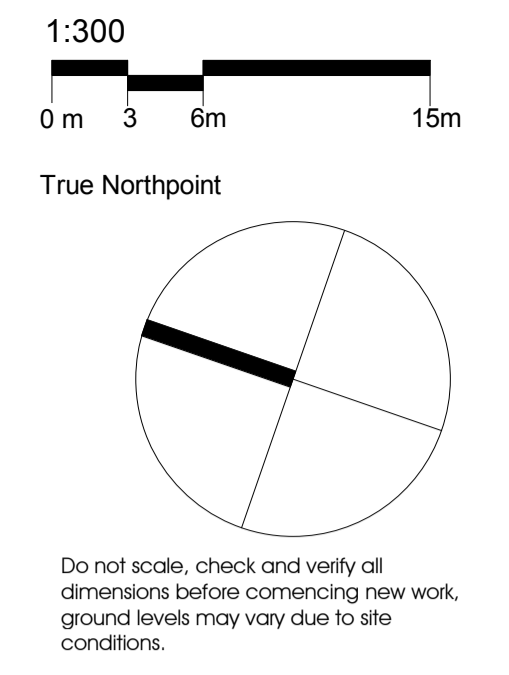 1:300
0 m 3 6m 15m
True Northpoint
Do not scale, check and verify all
dimensions before comencing new work,
ground levels may vary due to site
conditions.